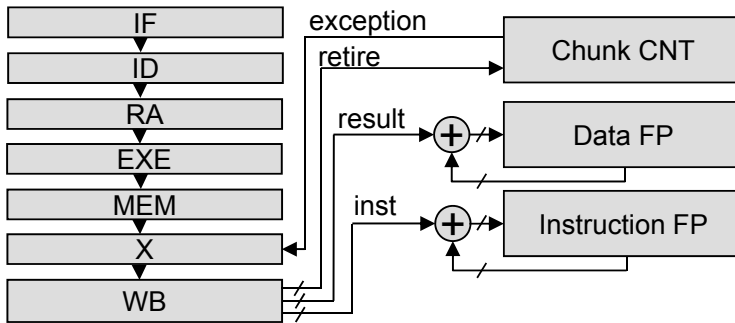 IF
exception
Chunk CNT
ID
retire
RA
result
Data FP
EXE
MEM
inst
Instruction FP
X
WB